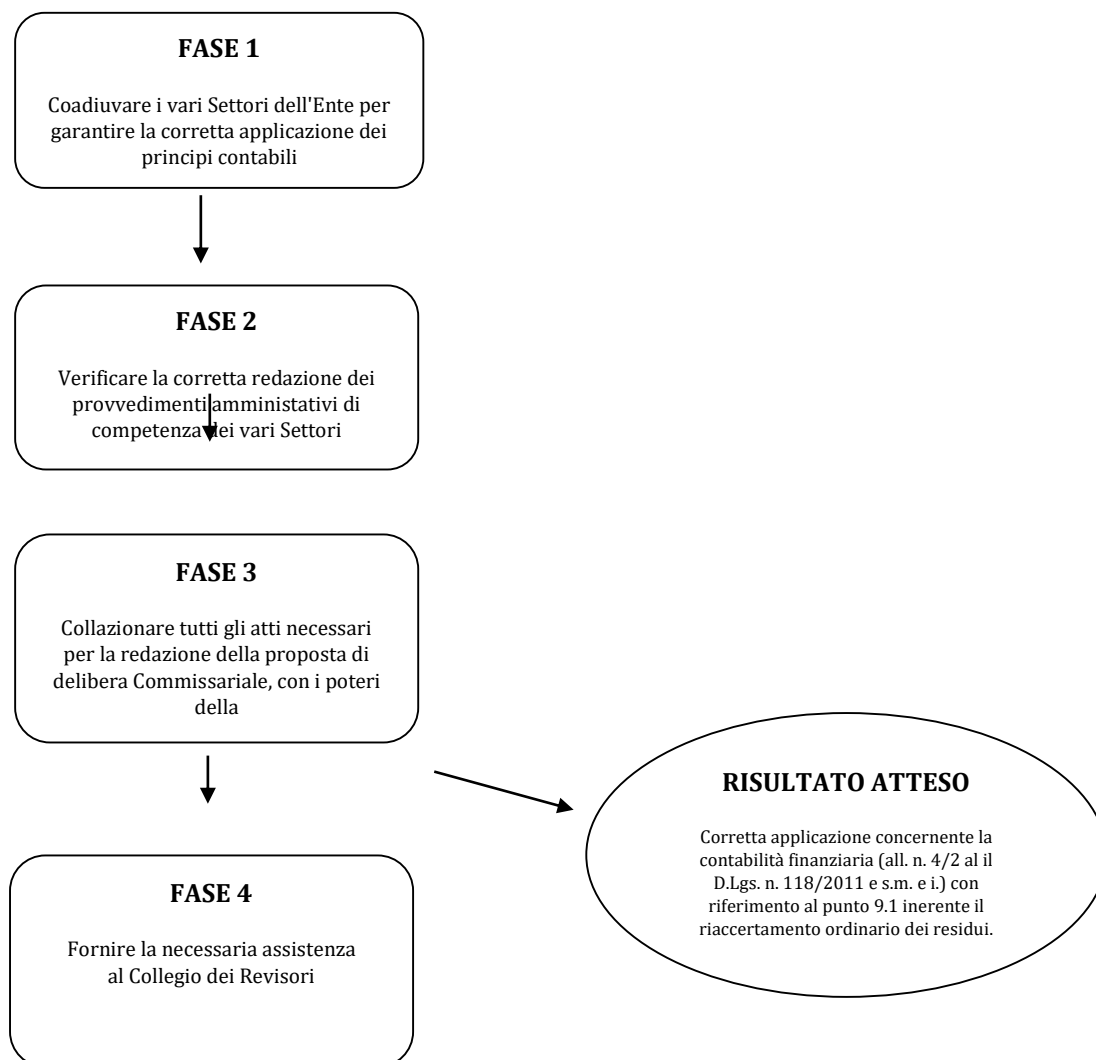 FASE 1
Coadiuvare i vari Settori dell'Ente per
garantire la corretta applicazione dei
principi contabili
FASE 2
Verificare la corretta redazione dei
provvedimenti amministativi di
competenza dei vari Settori
FASE 3
Collazionare tutti gli atti necessari
per la redazione della proposta di
delibera Commissariale, con i poteri
della
RISULTATO ATTESO
Corretta applicazione concernente la
contabilità finanziaria (all. n. 4/2 al il
D.Lgs. n. 118/2011 e s.m. e i.) con
riferimento al punto 9.1 inerente il
riaccertamento ordinario dei residui.
FASE 4
Fornire la necessaria assistenza
al Collegio dei Revisori